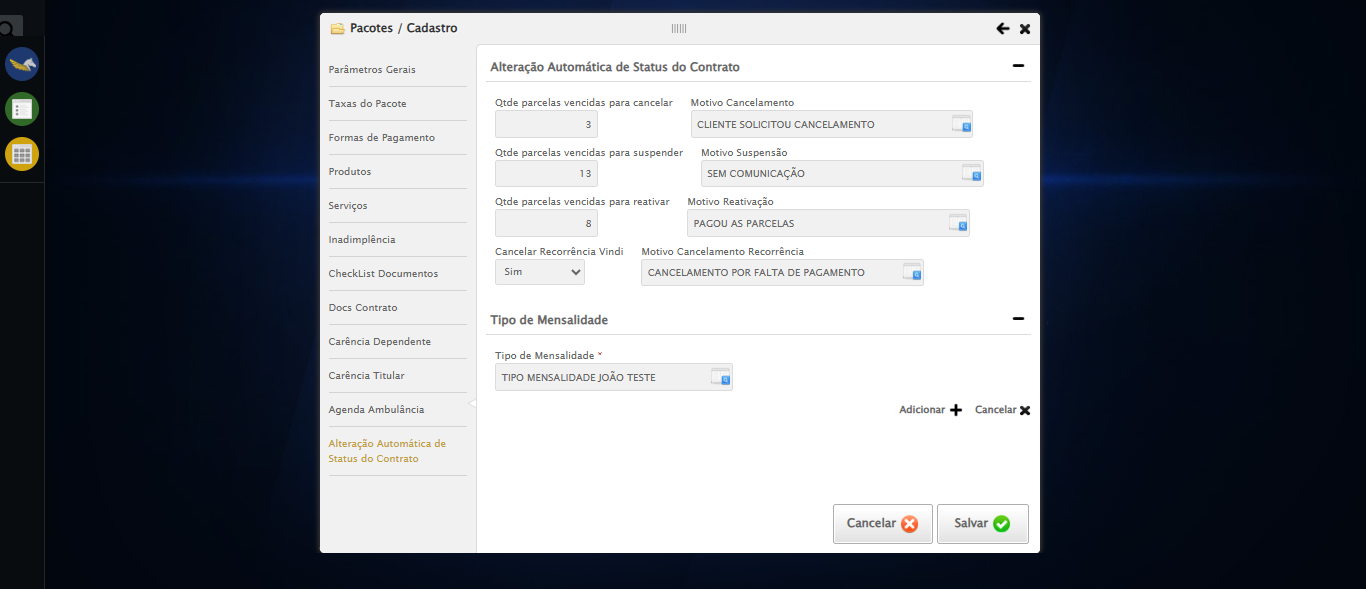 Pacotes / Cadastro
Parâmetros Gerais
Taxas do Pacote
Formas de Pagamento
Produtos
Serviços
Inadimplência
CheckList Documentos
Docs Contrato
Carência Dependente
Carência Titular
Agenda Ambulância
Alteração Automática de
Status do Contrato
Alteração Automática de Status do Contrato
Qtde parcelas vencidas para cancelar Motivo Cancelamento
3 CLIENTE SOLICITOU CANCELAMENTO
Qtde parcelas vencidas para suspender Motivo Suspensão
13 SEM COMUNICAÇÃO
Qtde parcelas vencidas para reativar Motivo Reativação
8 PAGOU AS PARCELAS
Cancelar Recorrência Vindi Motivo Cancelamento Recorrência
Sim CANCELAMENTO POR FALTA DE PAGAMENTO
Tipo de Mensalidade
Tipo de Mensalidade *
TIPO MENSALIDADE JOÃO TESTE
Adicionar Cancelar
Cancelar Salvar